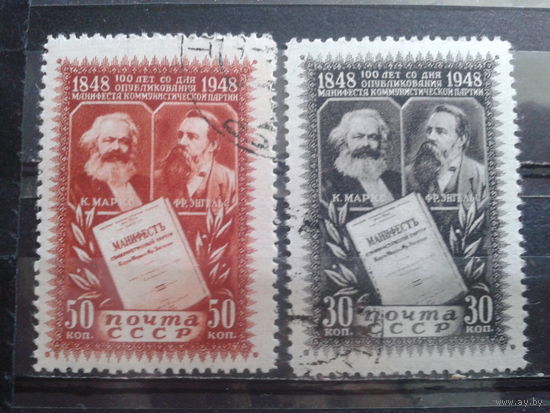 1848 100 ЛЕТ СО ДНЯ 1948
ОПУБЛИКОВАНИЯ
МАНИФЕСТА КОММУНИСТИЧЕСКОЙ ПАРТИИ
К. МАРКС ФР. ЭНГЕЛЬС
МАНИФЕСТЪ
50 ПОЧТА 50
КОП. СССР КОП.
1848 100 ЛЕТ СО ДНЯ 1948
ОПУБЛИКОВАНИЯ
МАНИФЕСТА КОММУНИСТИЧЕСКОЙ ПАРТИИ
К. МАРКС ФР. ЭНГЕЛЬС
МАНИФЕСТЪ
30 ПОЧТА 30
КОП. СССР КОП.
www.ay.by